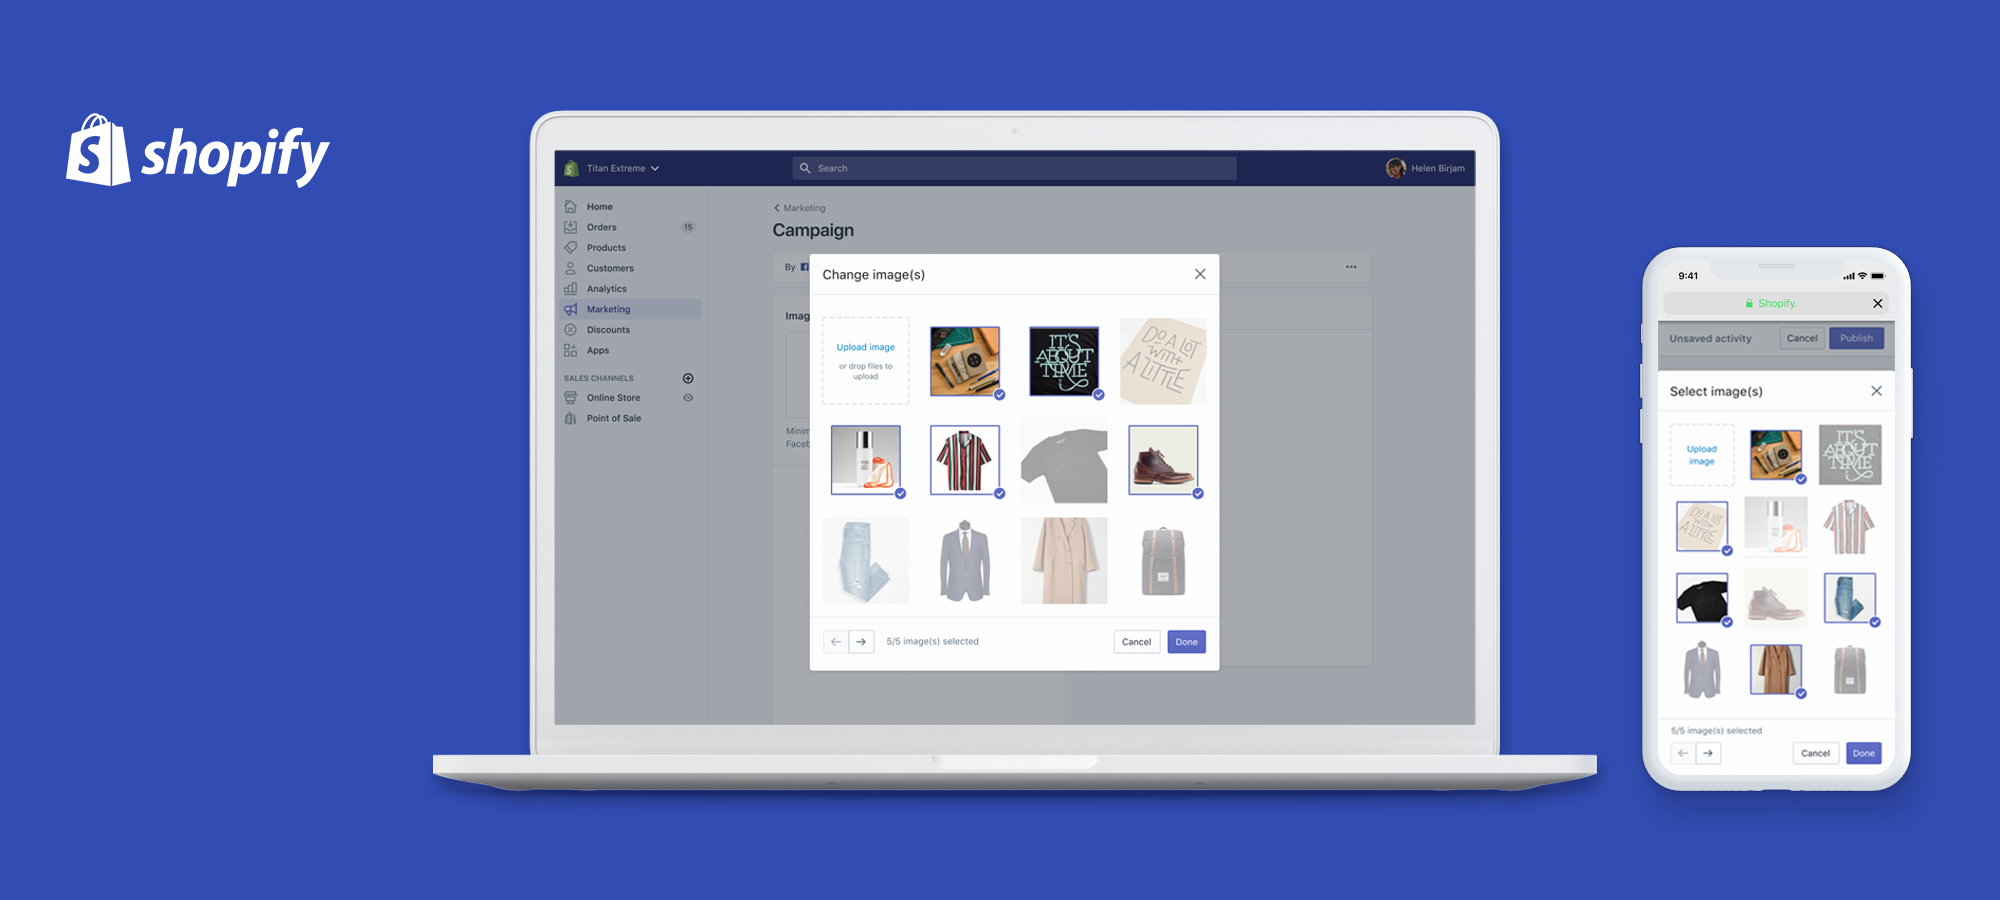 shopify
Titan Extreme
Search
Helen Birjam
Home
Orders
15
Products
Customers
Analytics
Marketing
Discounts
Apps
SALES CHANNELS
Online Store
Point of Sale
Marketing
Campaign
By
Imag
Minim
Faceb
Change image(s)
Upload image
or drop files to
upload
IT'S
ABOUT
TIME
DO A LOT
WITH
A LITTLE
5/5 image(s) selected
Cancel
Done
9:41
Shopify.
Unsaved activity
Cancel
Publish
Select image(s)
Upload
image
IT'S
ABOUT
TIME
DO A LOT
WITH
A LITTLE
5/5 image(s) selected
Cancel
Done